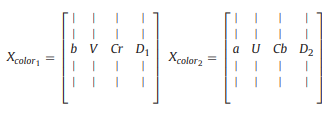 X_{color_1} = [ b V Cr D_1 ] X_{color_2} = [ a U Cb D_2 ]